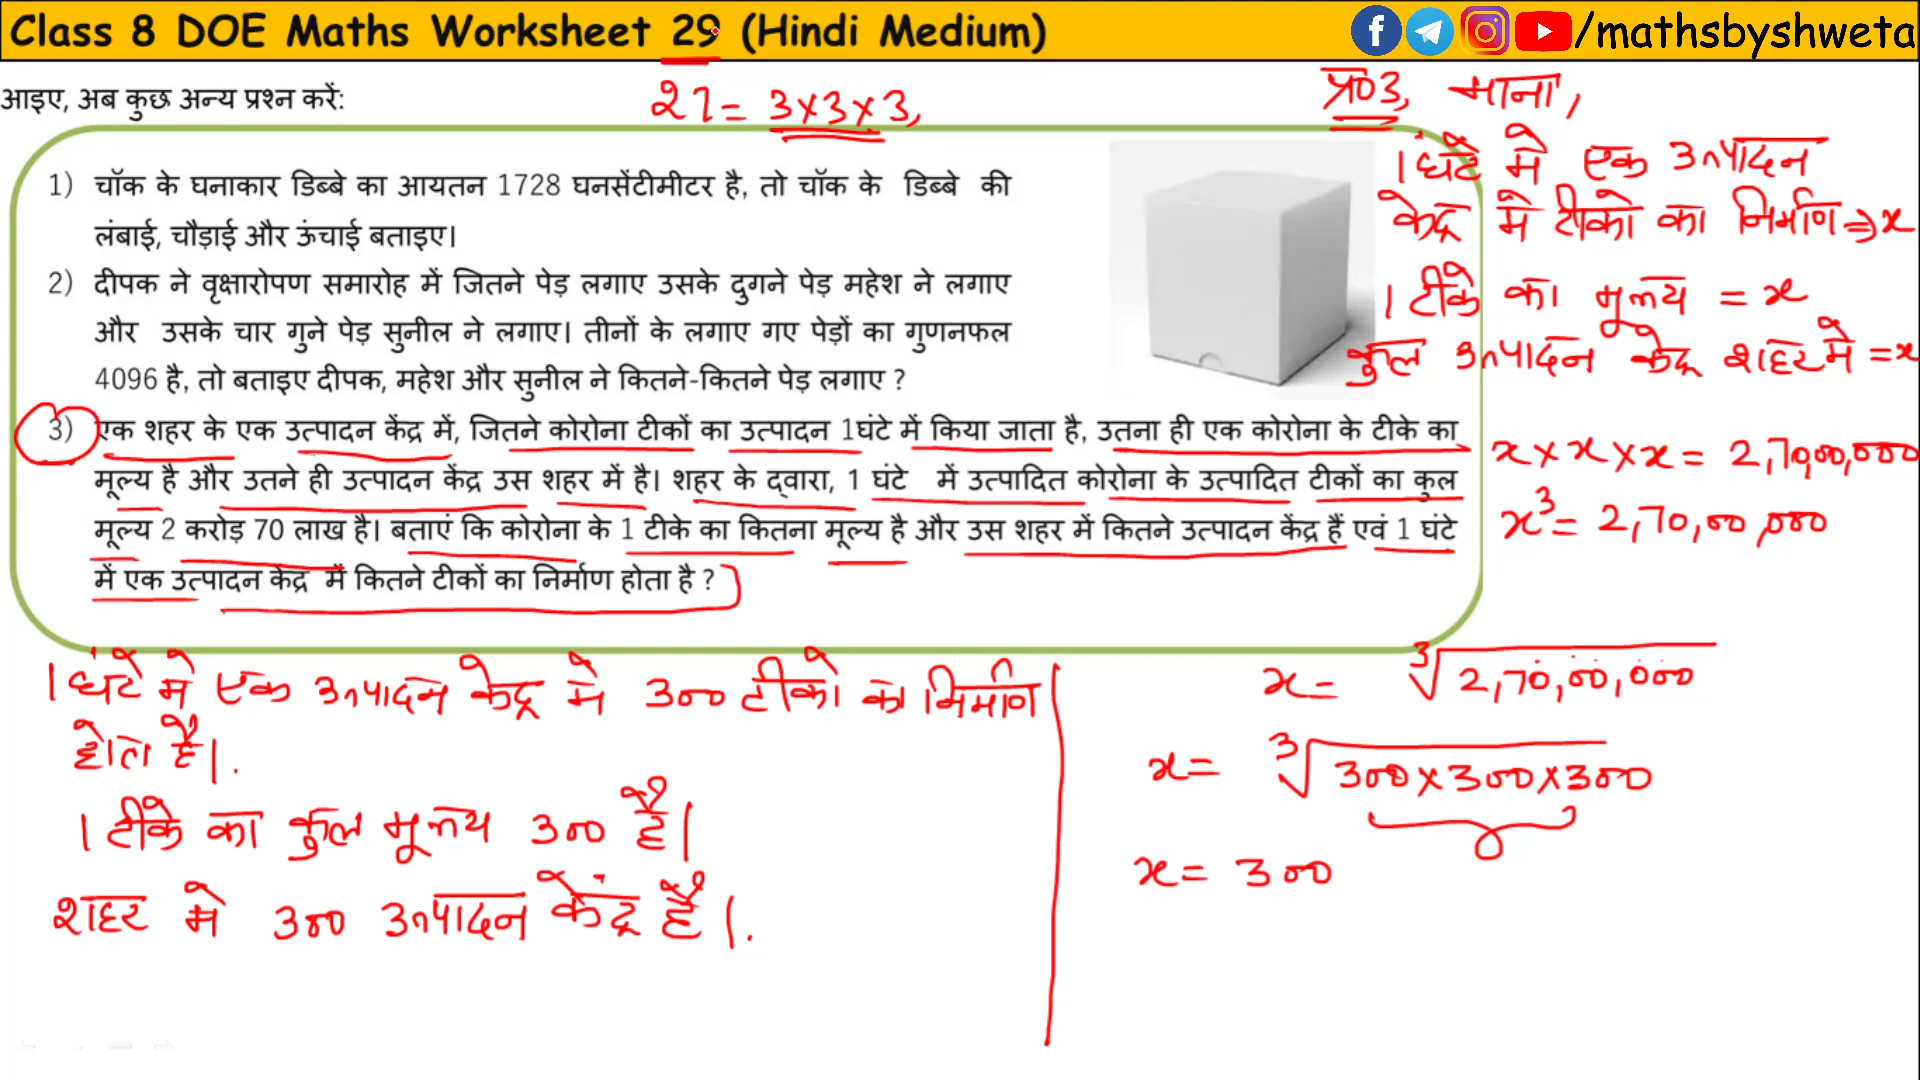 Class 8 DOE Maths Worksheet 29 (Hindi Medium)
/mathsbyshweta
आइए, अब कुछ अन्य प्रश्न करें:
27 = 3×3×3,
1) चॉक के घनाकार डिब्बे का आयतन 1728 घनसेंटीमीटर है, तो चॉक के डिब्बे की
लंबाई, चौड़ाई और ऊंचाई बताइए।
2) दीपक ने वृक्षारोपण समारोह में जितने पेड़ लगाए उसके दुगने पेड़ महेश ने लगाए
और उसके चार गुने पेड़ सुनील ने लगाए। तीनों के लगाए गए पेड़ों का गुणनफल
4096 है, तो बताइए दीपक, महेश और सुनील ने कितने-कितने पेड़ लगाए ?
3) एक शहर के एक उत्पादन केंद्र में, जितने कोरोना टीकों का उत्पादन 1घंटे में किया जाता है, उतना ही एक कोरोना के टीके का
मूल्य है और उतने ही उत्पादन केंद्र उस शहर में है। शहर के द्वारा, 1 घंटे में उत्पादित कोरोना के उत्पादित टीकों का कुल
मूल्य 2 करोड़ 70 लाख है। बताएं कि कोरोना के 1 टीके का कितना मूल्य है और उस शहर में कितने उत्पादन केंद्र हैं एवं 1 घंटे
में एक उत्पादन केंद्र में कितने टीकों का निर्माण होता है ?
प्र03, माना,
1 घंटे मे एक उत्पादन
केंद्र मे टीको का निर्माण ⇒ x
1 टीके का मूल्य = x
कुल उत्पादन केंद्र शहर मे = x
x × x × x = 2,70,00,000
x³ = 2,70,00,000
x = ∛2,70,00,000
x = ∛300×300×300
x = 300
1 घंटे मे एक उत्पादन केंद्र मे 300 टीको का निर्माण
होता है।.
1 टीके का कुल मूल्य 300 है।
शहर मे 300 उत्पादन केंद्र है।.